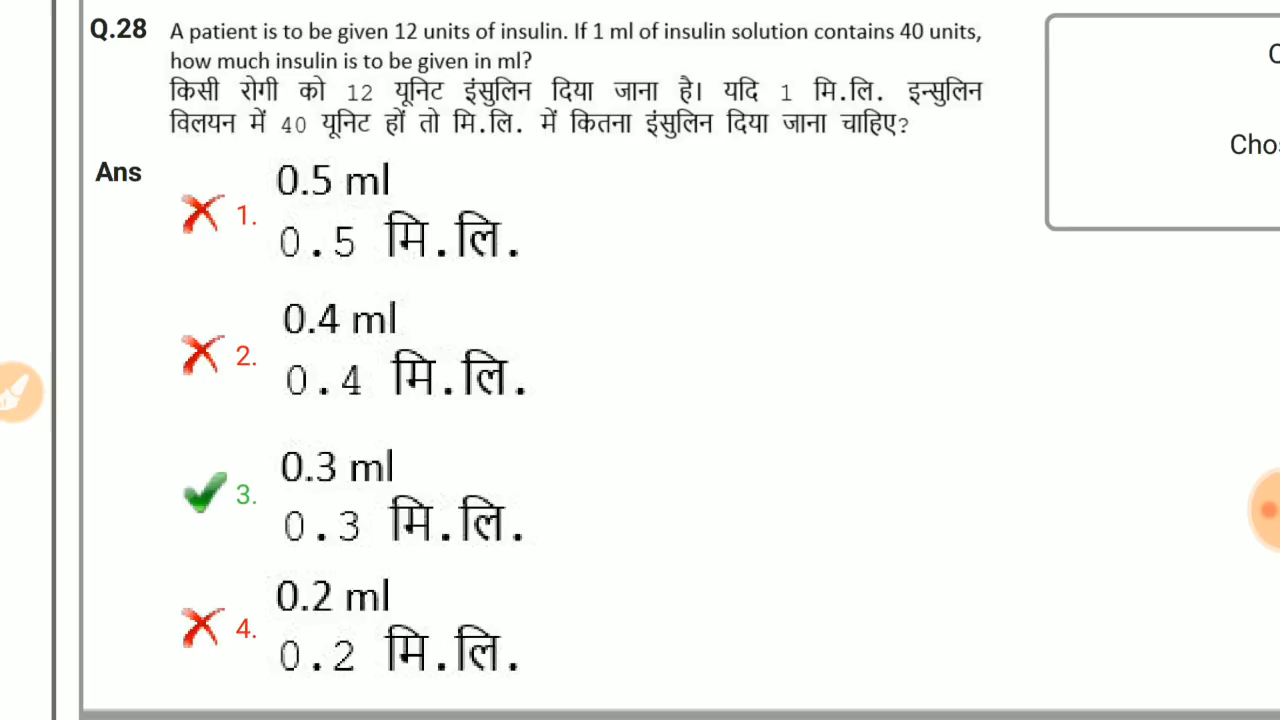 Q.28 A patient is to be given 12 units of insulin. If 1 ml of insulin solution contains 40 units,
how much insulin is to be given in ml?
किसी रोगी को 12 यूनिट इंसुलिन दिया जाना है। यदि 1 मि.लि. इन्सुलिन
विलयन में 40 यूनिट हों तो मि.लि. में कितना इंसुलिन दिया जाना चाहिए?
Ans
1. 0.5 ml
0.5 मि.लि.
2. 0.4 ml
0.4 मि.लि.
3. 0.3 ml
0.3 मि.लि.
4. 0.2 ml
0.2 मि.लि.